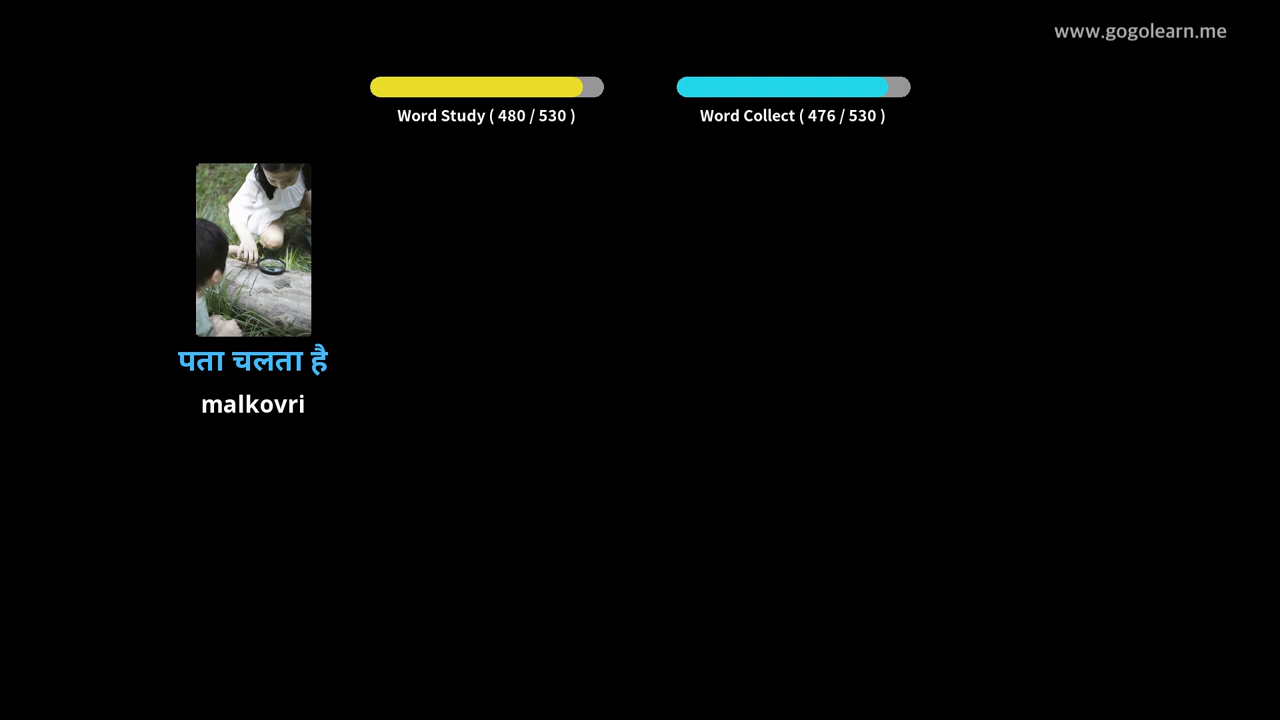 www.gogolearn.me
Word Study ( 480 / 530 )
Word Collect ( 476 / 530 )
पता चलता है
malkovri